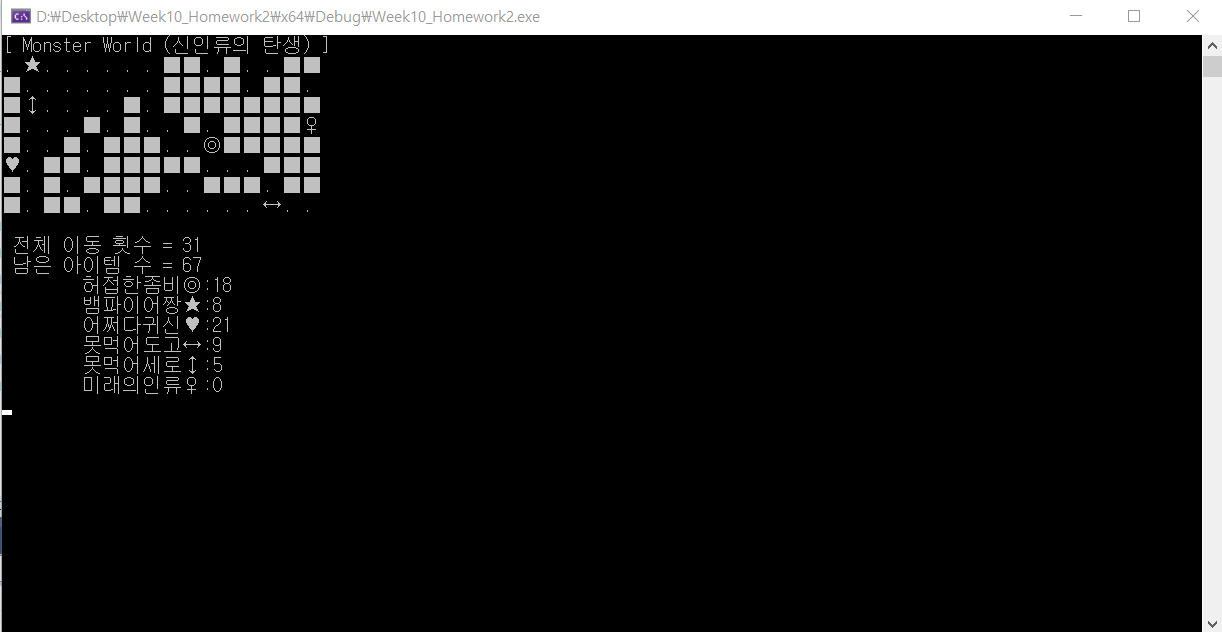 D:₩Desktop₩Week10_Homework2₩x64₩Debug₩Week10_Homework2.exe
[ Monster World (신인류의 탄생) ]
. ★. . . . . . ■■. ■. . ■■
■. . . . . . . ■■■■. ■■. 
■↕. . . . ■. ■■■■■■■■
■. . . ■. ■. . ■. ■■■■♀
■. . ■. ■■■. . ◎■■■■■
♥. ■■. ■■■■■. . . ■■■
■. ■. ■■■■. . ■■■. ■■
■. ■■. ■■. . . . . . ↔. . 
전체 이동 횟수 = 31
남은 아이템 수 = 67
허접한좀비◎:18
뱀파이어짱★:8
어쩌다귀신♥:21
못먹어도고↔:9
못먹어세로↕:5
미래의인류♀:0